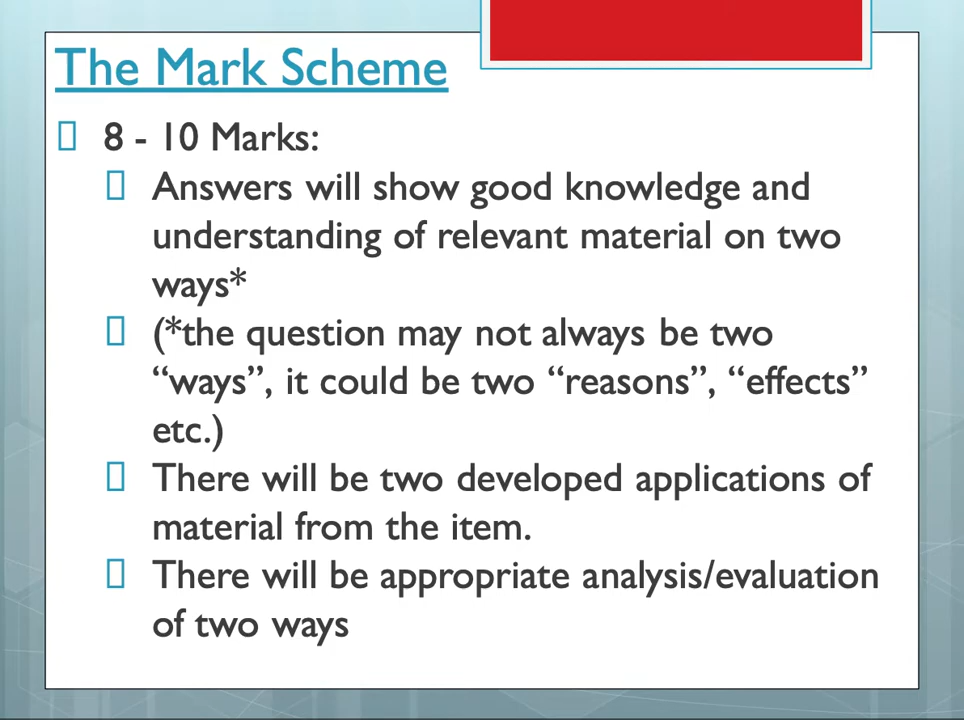 The Mark Scheme
8 - 10 Marks:
Answers will show good knowledge and
understanding of relevant material on two
ways*
(*the question may not always be two
“ways”, it could be two “reasons”, “effects”
etc.)
There will be two developed applications of
material from the item.
There will be appropriate analysis/evaluation
of two ways